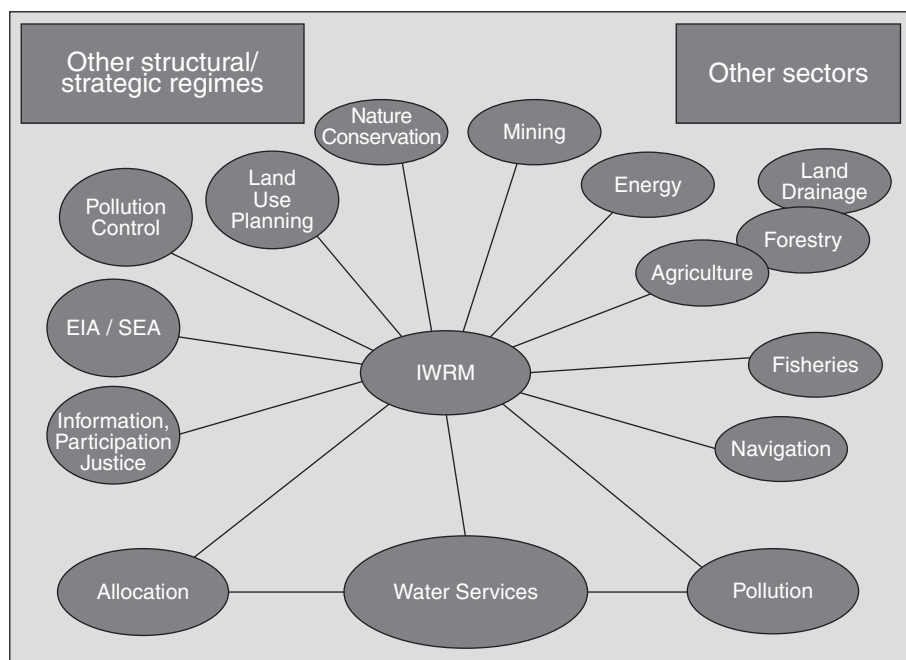 Other structural/
strategic regimes
Other sectors
Nature
Conservation
Mining
Land
Use
Planning
Energy
Land
Drainage
Pollution
Control
Forestry
Agriculture
EIA / SEA
IWRM
Fisheries
Information,
Participation
Justice
Navigation
Allocation
Water Services
Pollution